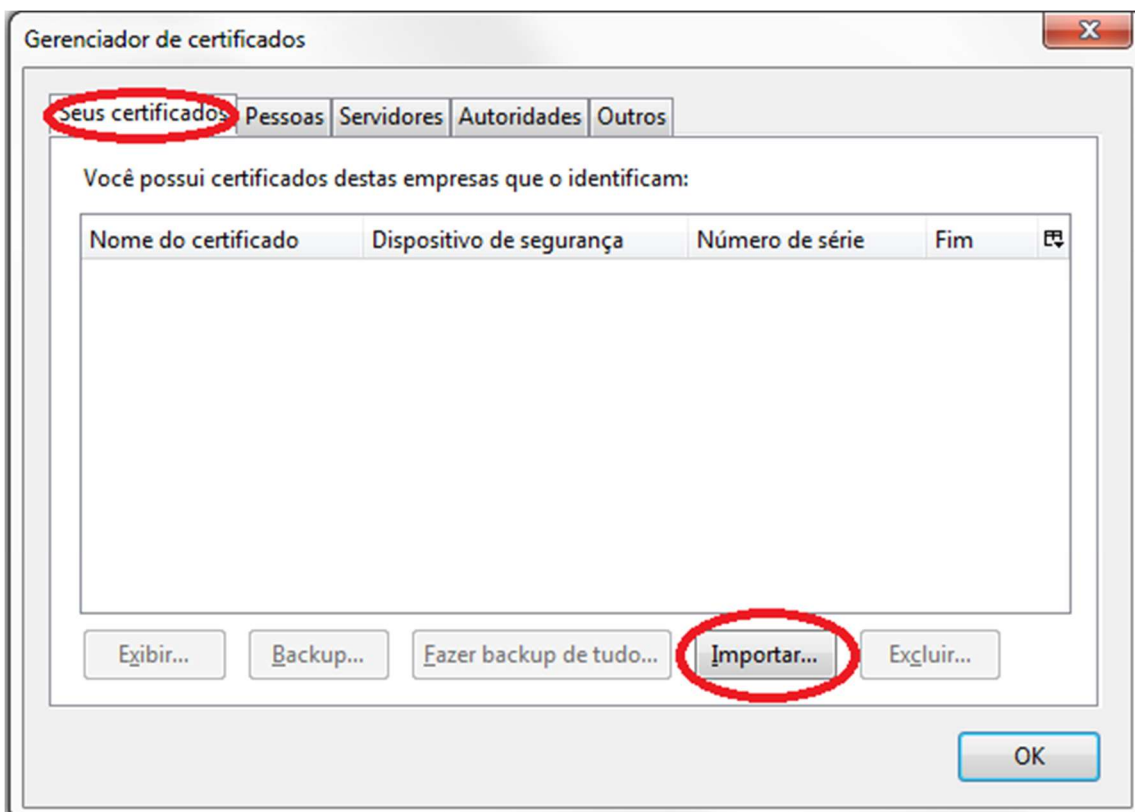 Gerenciador de certificados
Seus certificados Pessoas Servidores Autoridades Outros
Você possui certificados destas empresas que o identificam:
Nome do certificado Dispositivo de segurança Número de série Fim
Exibir... Backup... Fazer backup de tudo... Importar... Excluir...
OK